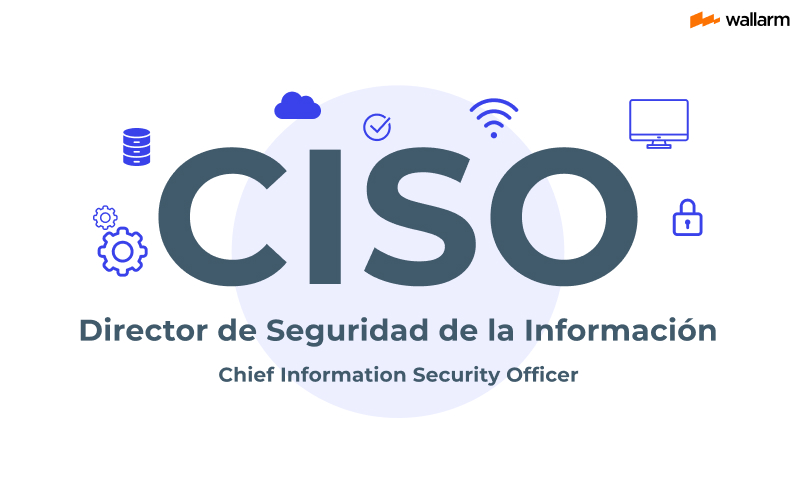 wallarm
CISO
Director de Seguridad de la Información
Chief Information Security Officer